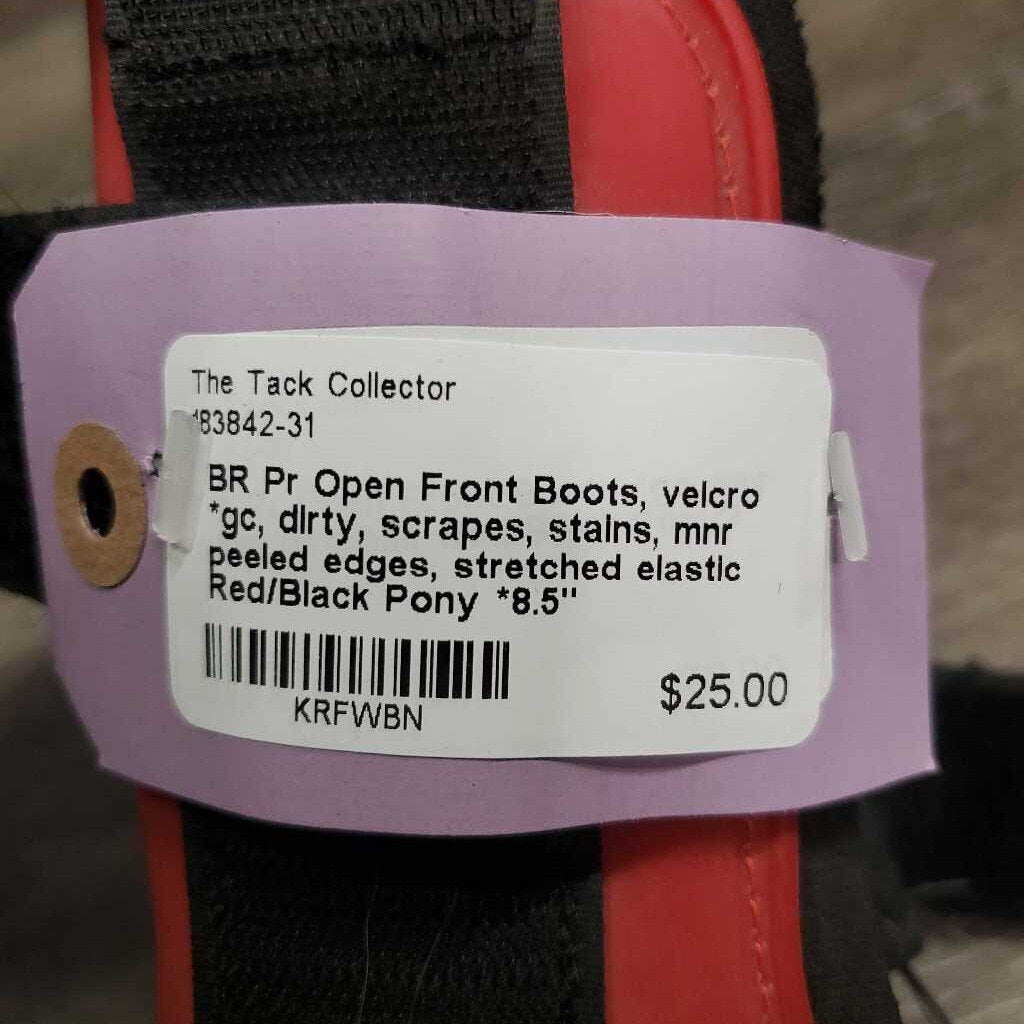 The Tack Collector
183842-31
BR Pr Open Front Boots, velcro
*gc, dirty, scrapes, stains, mnr
peeled edges, stretched elastic
Red/Black Pony *8.5"
KRFWBN
$25.00